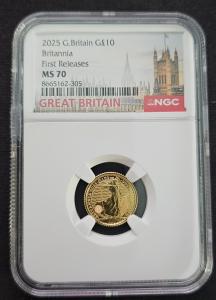 2025 G.Britain G£10
Britannia
First Releases
MS 70
8665162-305
GREAT BRITAIN
NGC